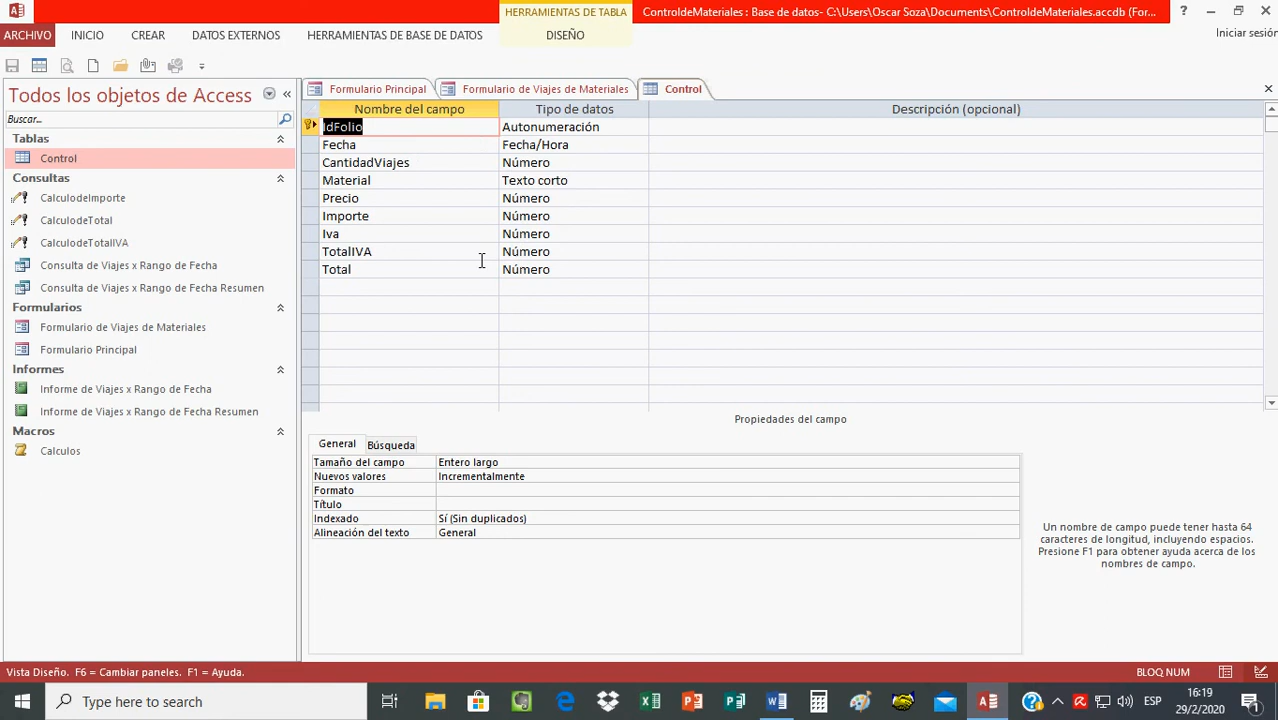 HERRAMIENTAS DE TABLA
ControldeMateriales : Base de datos- C:\Users\Oscar Soza\Documents\ControldeMateriales.accdb (For...
ARCHIVO
INICIO
CREAR
DATOS EXTERNOS
HERRAMIENTAS DE BASE DE DATOS
DISEÑO
Iniciar sesión
Todos los objetos de Access
Buscar...
Tablas
Control
Consultas
CalculodeImporte
CalculodeTotal
CalculodeTotalIVA
Consulta de Viajes x Rango de Fecha
Consulta de Viajes x Rango de Fecha Resumen
Formularios
Formulario de Viajes de Materiales
Formulario Principal
Informes
Informe de Viajes x Rango de Fecha
Informe de Viajes x Rango de Fecha Resumen
Macros
Calculos
Formulario Principal
Formulario de Viajes de Materiales
Control
Nombre del campo
Tipo de datos
Descripción (opcional)
IdFolio
Autonumeración
Fecha
Fecha/Hora
CantidadViajes
Número
Material
Texto corto
Precio
Número
Importe
Número
Iva
Número
TotalIVA
Número
Total
Número
Propiedades del campo
General
Búsqueda
Tamaño del campo
Entero largo
Nuevos valores
Incrementalmente
Formato
Título
Indexado
Sí (Sin duplicados)
Alineación del texto
General
Un nombre de campo puede tener hasta 64
caracteres de longitud, incluyendo espacios.
Presione F1 para obtener ayuda acerca de los
nombres de campo.
Vista Diseño. F6 = Cambiar paneles. F1 = Ayuda.
BLOQ NUM
Type here to search
ESP
16:19
29/2/2020